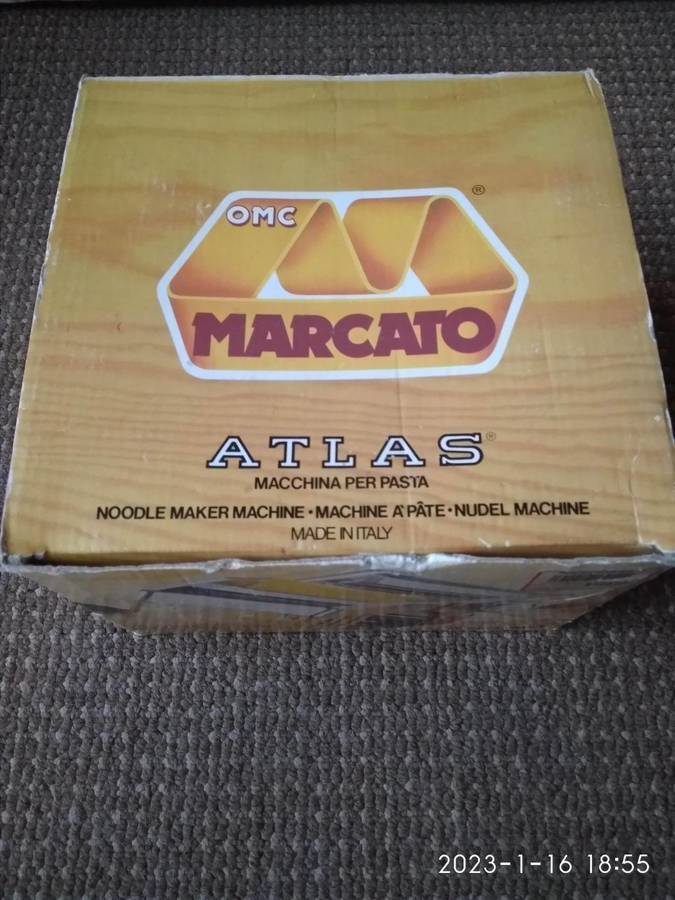 OMC
®
MARCATO
ATLAS®
MACCHINA PER PASTA
NOODLE MAKER MACHINE • MACHINE A' PÂTE • NUDEL MACHINE
MADE IN ITALY
2023-1-16 18:55